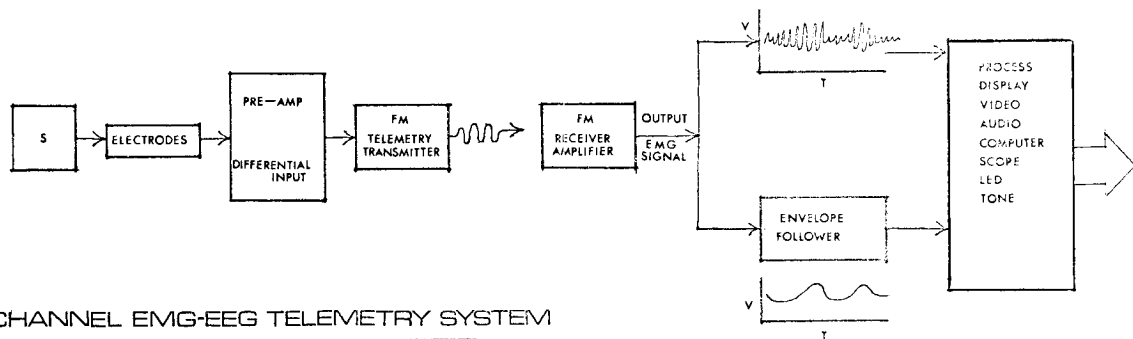 S
ELECTRODES
PRE-AMP
DIFFERENTIAL
INPUT
FM
TELEMETRY
TRANSMITTER
FM
RECEIVER
AMPLIFIER
OUTPUT
EMG
SIGNAL
V
T
ENVELOPE
FOLLOWER
V
T
PROCESS
DISPLAY
VIDEO
AUDIO
COMPUTER
SCOPE
LED
TONE
CHANNEL EMG-EEG TELEMETRY SYSTEM